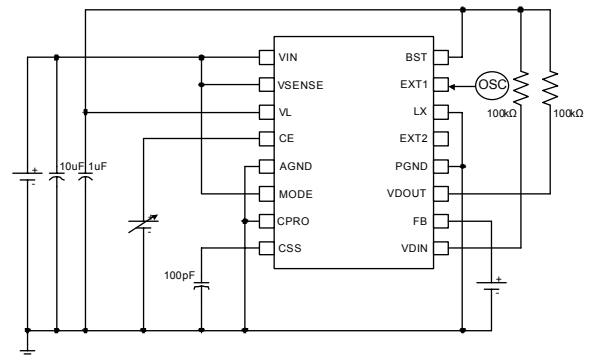 VIN
BST
VSENSE
EXT1
OSC
VL
LX
100kΩ
100kΩ
CE
EXT2
10uF
1uF
AGND
PGND
+
-
MODE
VDOUT
+
-
CPRO
FB
CSS
VDIN
100pF
+
-